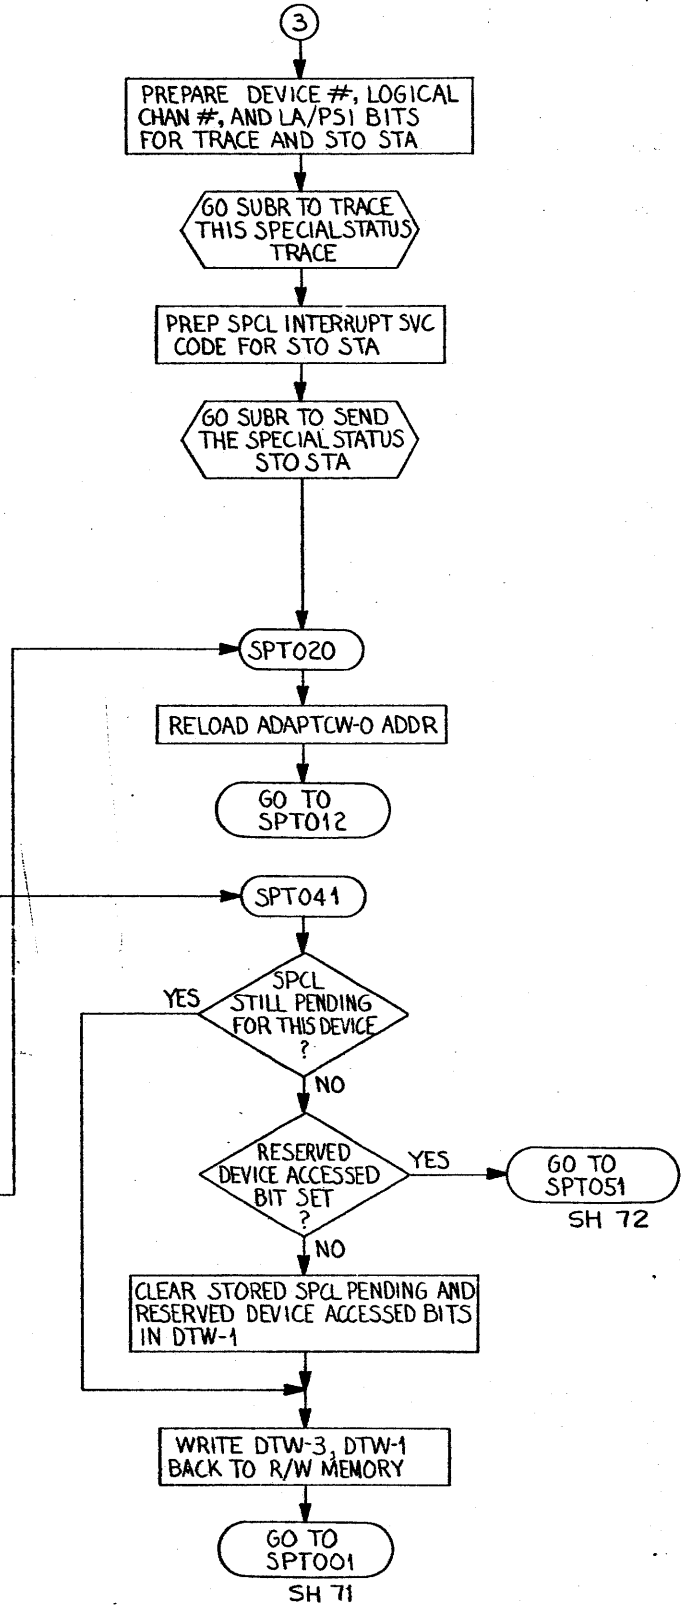 3
PREPARE DEVICE #, LOGICAL
CHAN #, AND LA/PSI BITS
FOR TRACE AND STO STA
GO SUBR TO TRACE
THIS SPECIAL STATUS
TRACE
PREP SPCL INTERRUPT SVC
CODE FOR STO STA
GO SUBR TO SEND
THE SPECIAL STATUS
STO STA
SPT020
RELOAD ADAPTCW-0 ADDR
GO TO
SPT012
SPT041
SPCL
STILL PENDING
FOR THIS DEVICE
?
YES
NO
RESERVED
DEVICE ACCESSED
BIT SET
?
YES
GO TO
SPT051
SH 72
NO
CLEAR STORED SPCL PENDING AND
RESERVED DEVICE ACCESSED BITS
IN DTW-1
WRITE DTW-3, DTW-1
BACK TO R/W MEMORY
GO TO
SPT001
SH 71